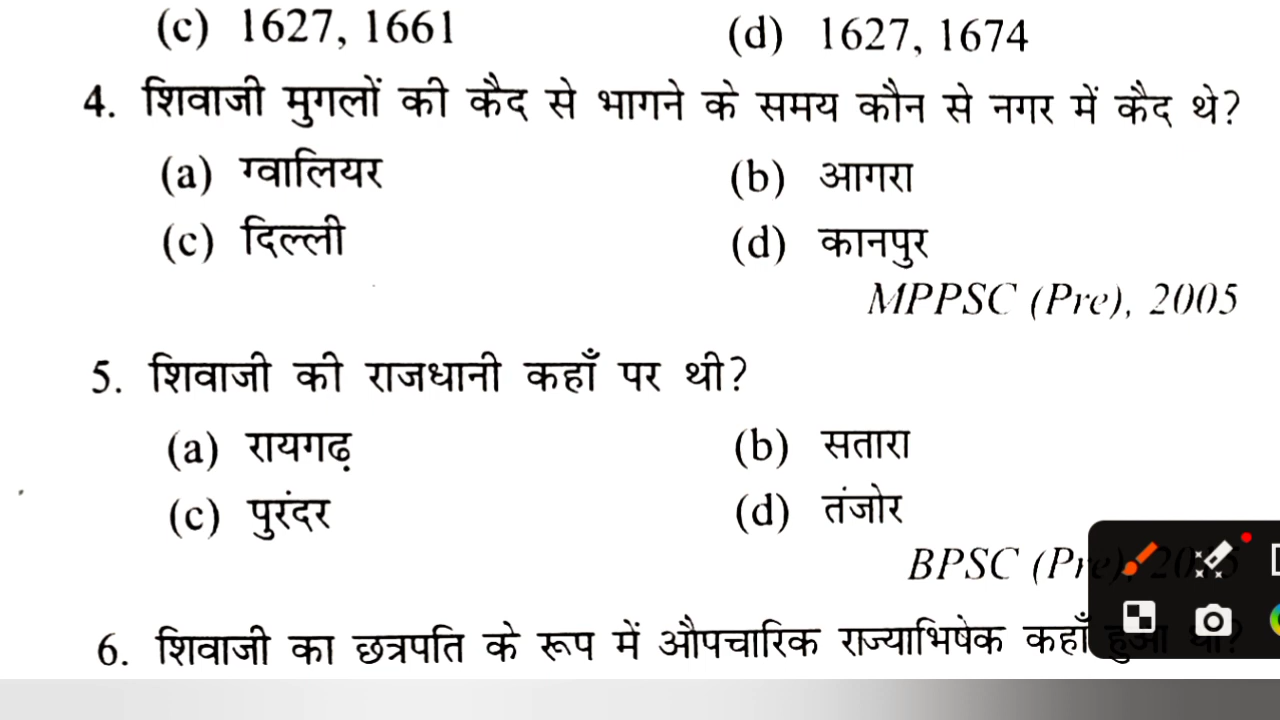 (c) 1627, 1661 (d) 1627, 1674
4. शिवाजी मुगलों की कैद से भागने के समय कौन से नगर में कैद थे?
(a) ग्वालियर (b) आगरा
(c) दिल्ली (d) कानपुर
MPPSC (Pre), 2005
5. शिवाजी की राजधानी कहाँ पर थी?
(a) रायगढ़ (b) सतारा
(c) पुरंदर (d) तंजोर
BPSC (Pre),
6. शिवाजी का छत्रपति के रूप में औपचारिक राज्याभिषेक कहाँ हुआ था?